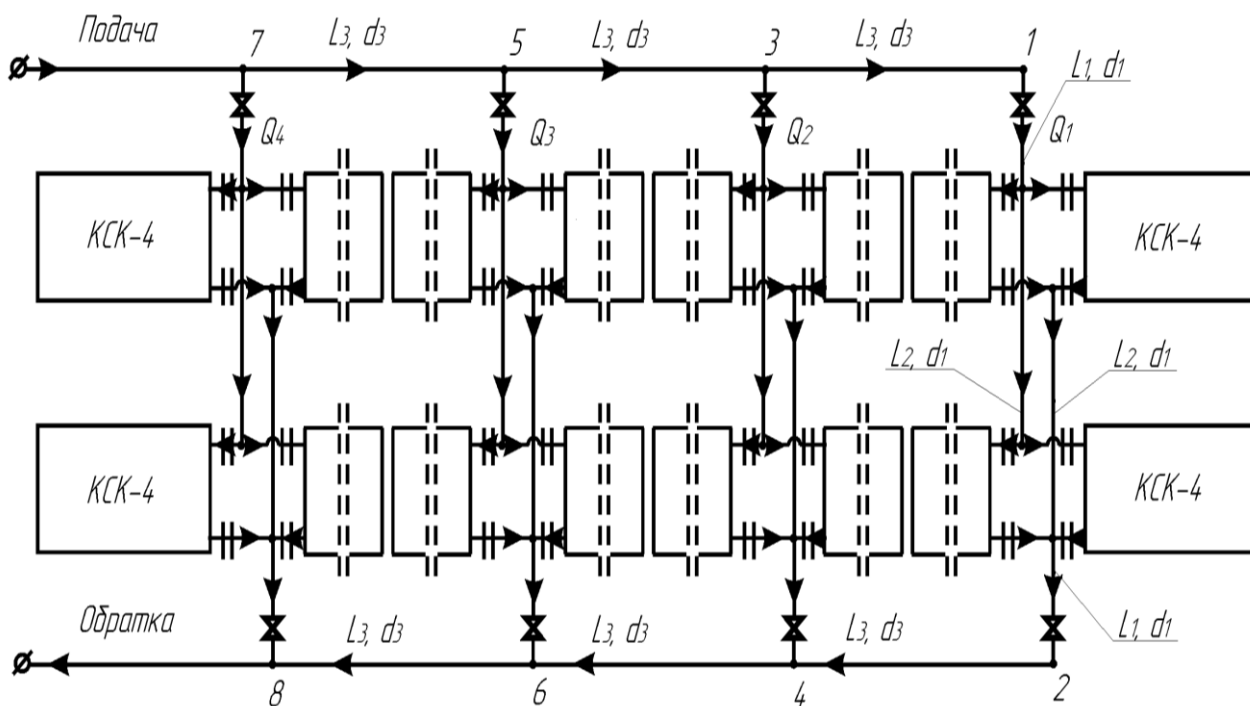 Подача
7
L3, d3
5
L3, d3
3
L3, d3
1
L1, d1
Q4
Q3
Q2
Q1
КСК-4
КСК-4
L2, d1
L2, d1
КСК-4
КСК-4
Обратка
L3, d3
L3, d3
L3, d3
L1, d1
8
6
4
2